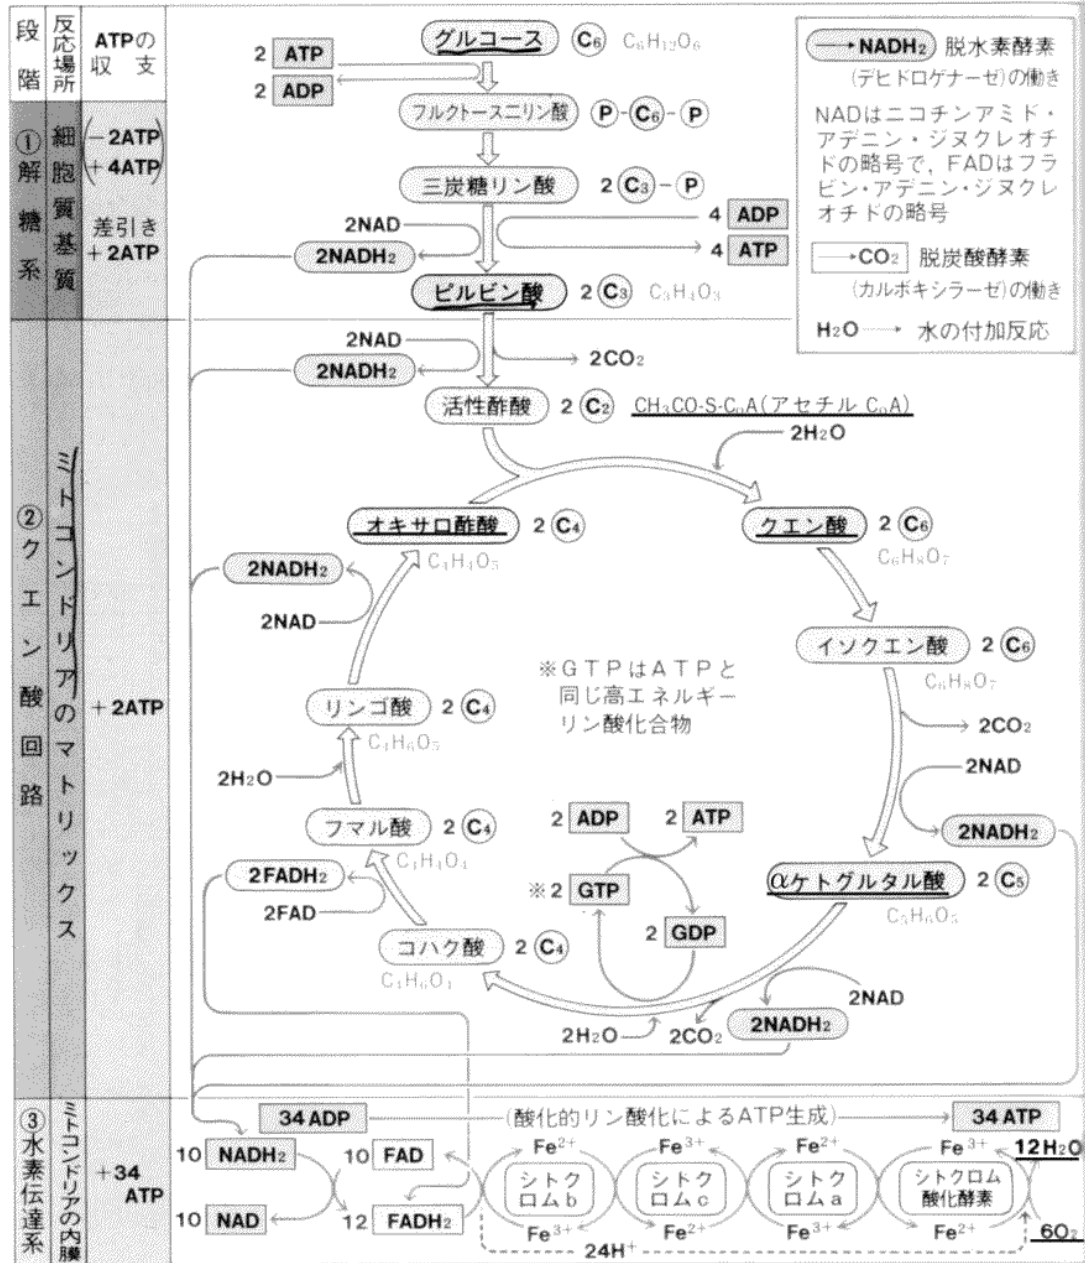 段階
反応場所
ATPの収支
①解糖系
細胞質基質
(−2ATP
+4ATP)
差引き
+2ATP
②クエン酸回路
ミトコンドリアのマトリックス
+2ATP
③水素伝達系
ミトコンドリアの内膜
+34
ATP
グルコース C₆ C₆H₁₂O₆
2 ATP
2 ADP
フルクトース二リン酸 P-C₆-P
三炭糖リン酸 2 C₃-P
2NAD
2NADH₂
4 ADP
4 ATP
ピルビン酸 2 C₃ C₃H₄O₃
→NADH₂ 脱水素酵素
(デヒドロゲナーゼ)の働き
NADはニコチンアミド・
アデニン・ジヌクレオチ
ドの略号で,FADはフラ
ビン・アデニン・ジヌクレ
オチドの略号
→CO₂ 脱炭酸酵素
(カルボキシラーゼ)の働き
H₂O→ 水の付加反応
2NAD
2NADH₂
2CO₂
活性酢酸 2 C₂ CH₃CO-S-C₀A(アセチル C₀A)
2H₂O
オキサロ酢酸 2 C₄
C₄H₄O₅
クエン酸 2 C₆
C₆H₈O₇
2NADH₂
2NAD
イソクエン酸 2 C₆
C₆H₈O₇
※GTPはATPと
同じ高エネルギー
リン酸化合物
リンゴ酸 2 C₄
C₄H₆O₅
2CO₂
2NAD
2NADH₂
2H₂O
フマル酸 2 C₄
C₄H₄O₄
2 ADP
2 ATP
※2 GTP
2 GDP
2FADH₂
2FAD
αケトグルタル酸 2 C₅
C₅H₆O₅
コハク酸 2 C₄
C₄H₆O₄
2H₂O
2CO₂
2NADH₂
2NAD
34 ADP (酸化的リン酸化によるATP生成) 34 ATP
10 NADH₂
10 FAD
Fe²⁺ Fe³⁺ Fe²⁺ Fe³⁺ 12H₂O
シトクロムb
シトクロムc
シトクロムa
シトクロム酸化酵素
10 NAD
12 FADH₂
Fe³⁺ Fe²⁺ Fe³⁺ Fe²⁺ 6O₂
24H⁺